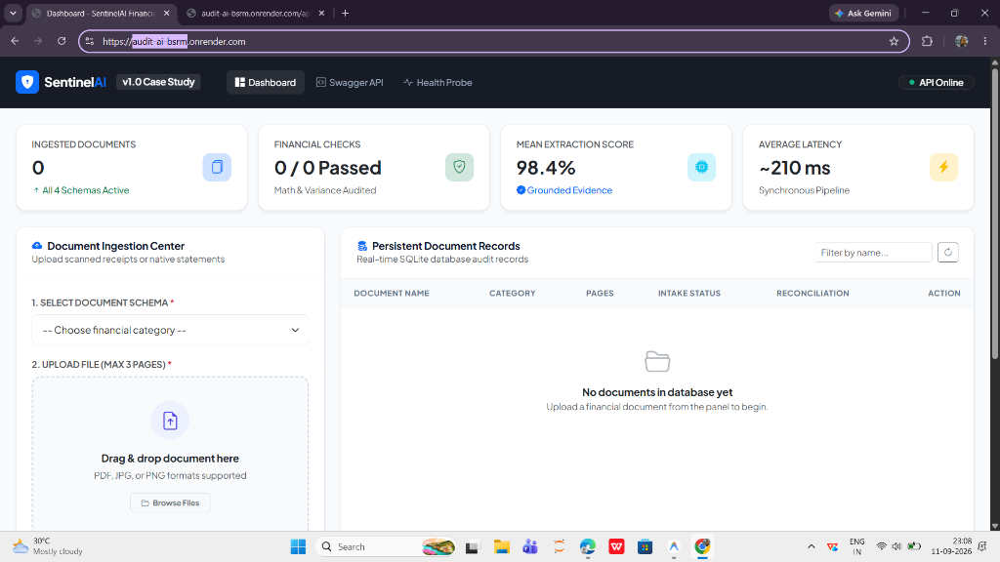 Dashboard - SentinelAI Financi
audit-ai-bsrm.onrender.com/ap
Ask Gemini
https://audit-ai-bsrm.onrender.com
SentinelAI
v1.0 Case Study
Dashboard
Swagger API
Health Probe
API Online
INGESTED DOCUMENTS
0
↑ All 4 Schemas Active
FINANCIAL CHECKS
0 / 0 Passed
Math & Variance Audited
MEAN EXTRACTION SCORE
98.4%
Grounded Evidence
AVERAGE LATENCY
~210 ms
Synchronous Pipeline
Document Ingestion Center
Upload scanned receipts or native statements
1. SELECT DOCUMENT SCHEMA *
-- Choose financial category --
2. UPLOAD FILE (MAX 3 PAGES) *
Drag & drop document here
PDF, JPG, or PNG formats supported
Browse Files
Persistent Document Records
Real-time SQLite database audit records
Filter by name...
DOCUMENT NAME CATEGORY PAGES INTAKE STATUS RECONCILIATION ACTION
No documents in database yet
Upload a financial document from the panel to begin.
30°C
Mostly cloudy
Search
ENG
IN
23:08
11-09-2026